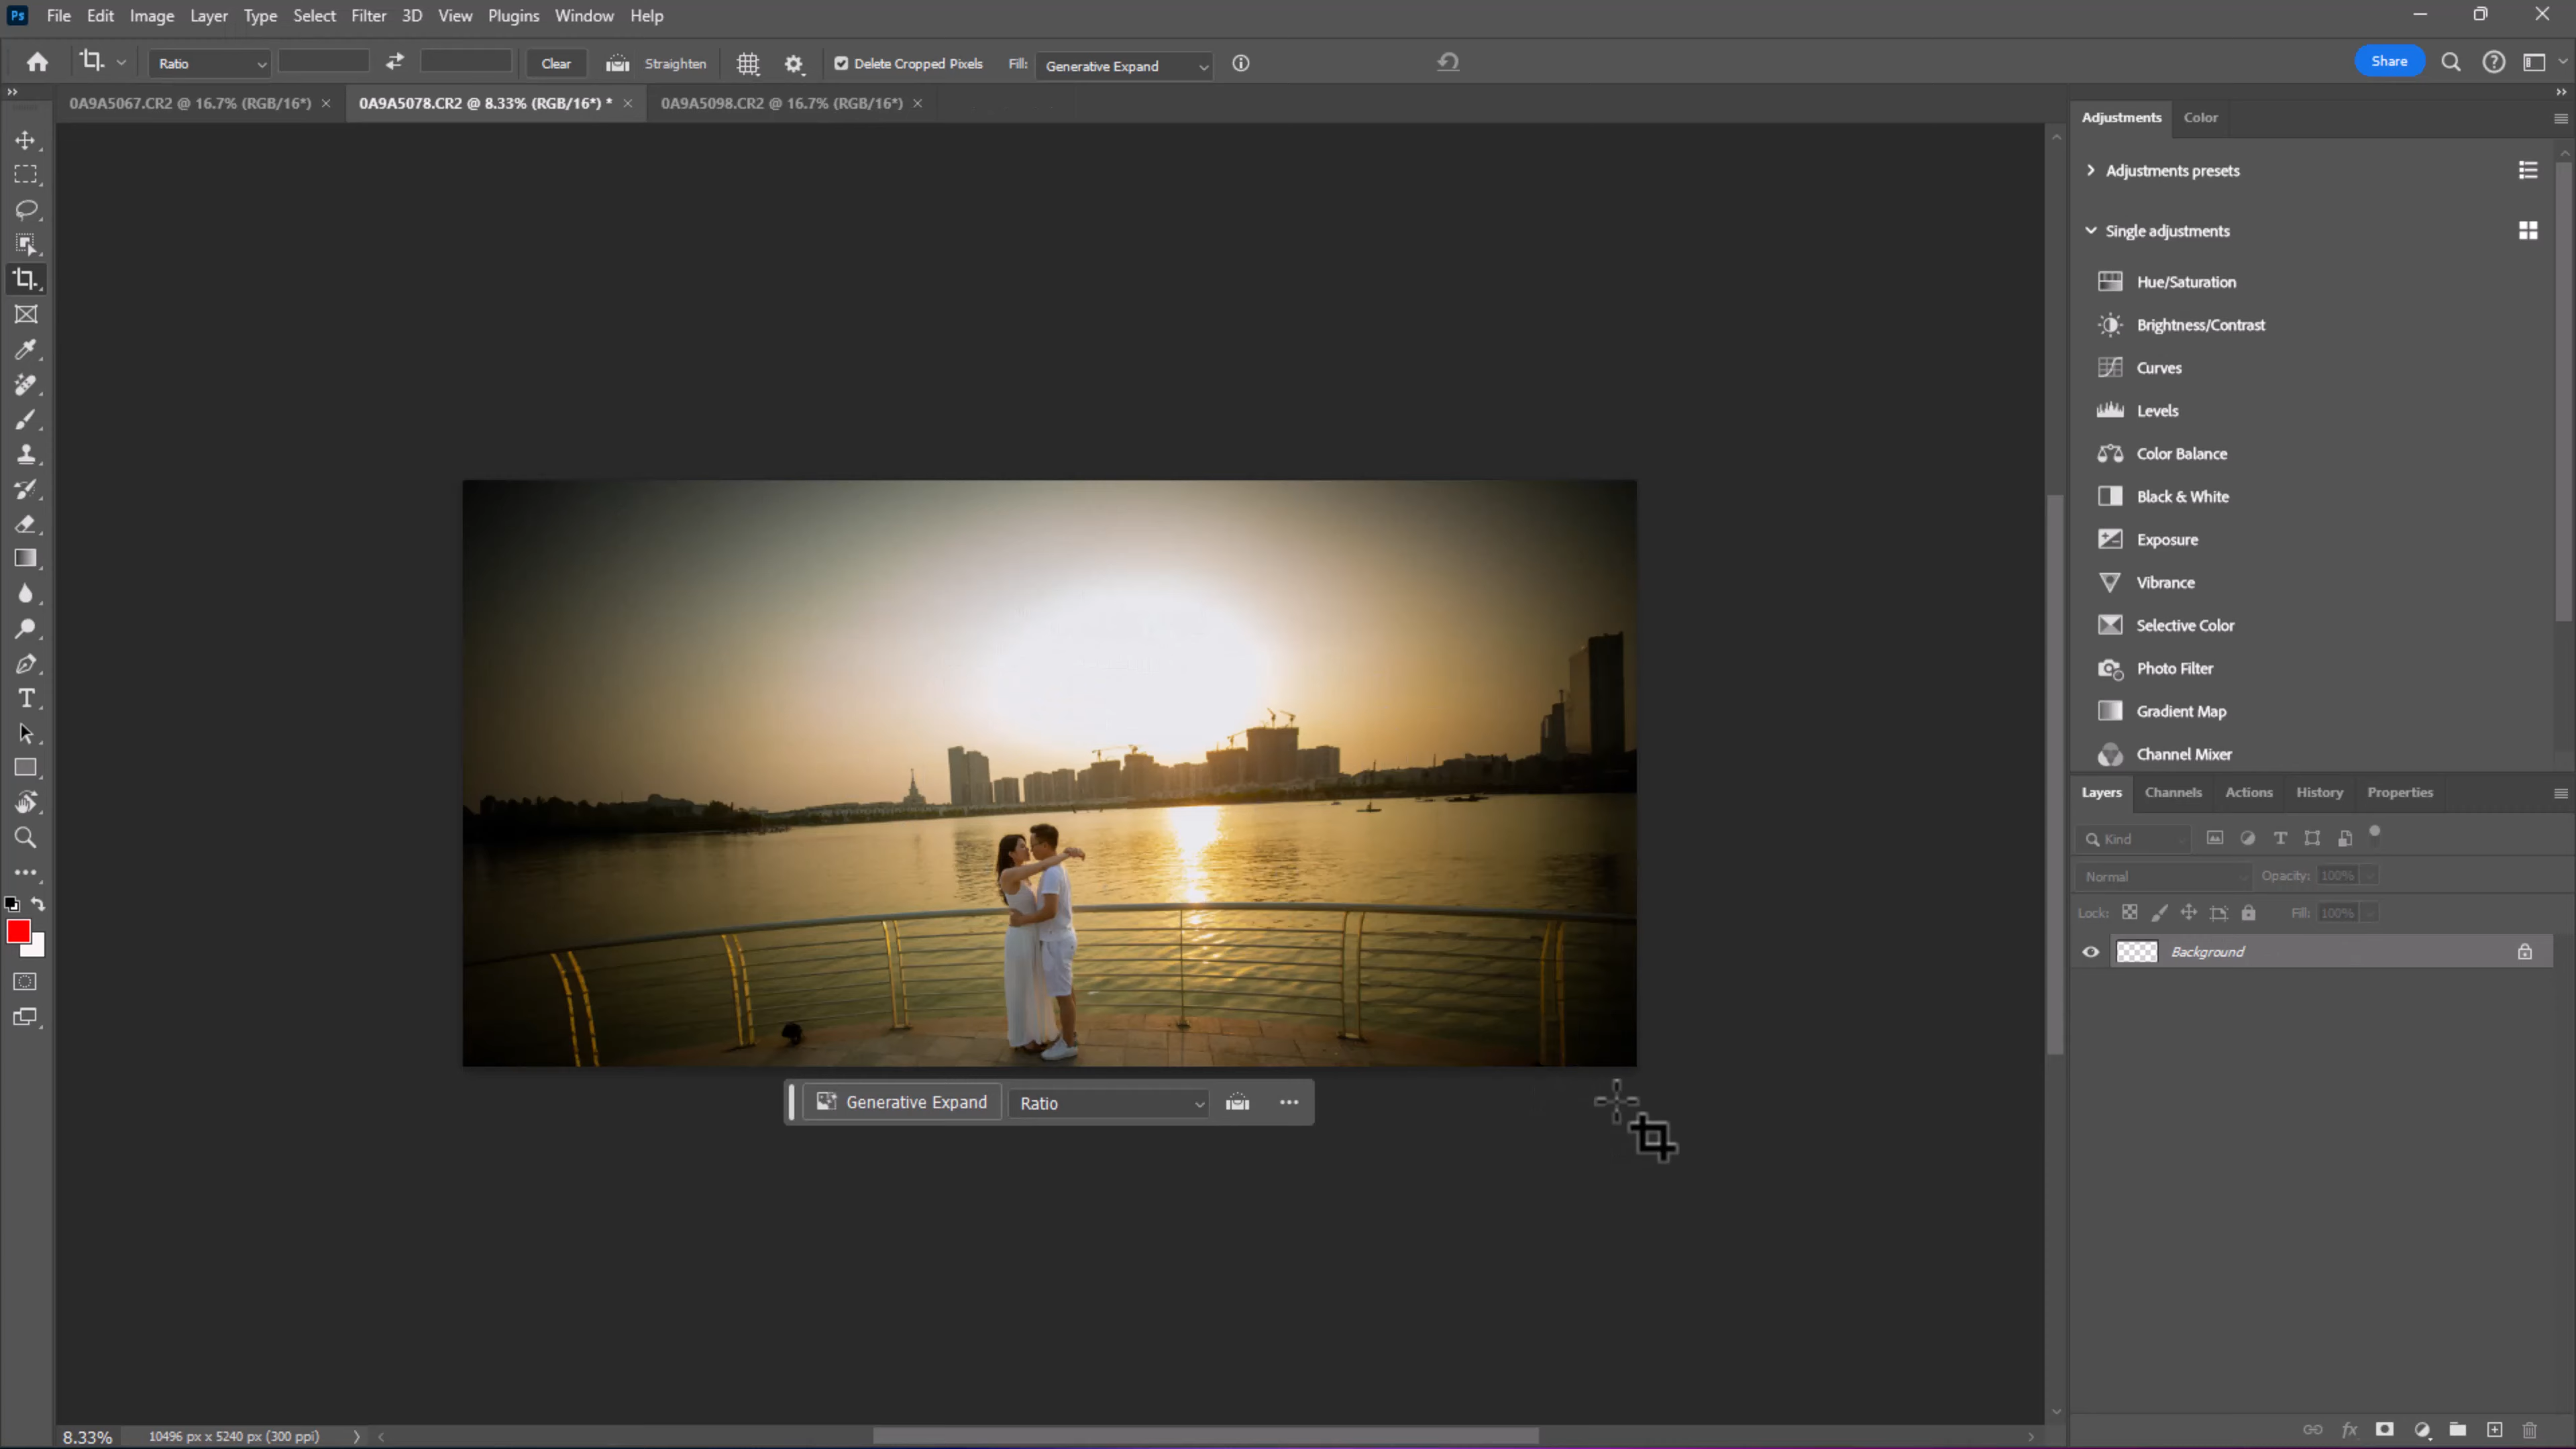 Ps File Edit Image Layer Type Select Filter 3D View Plugins Window Help
Ratio Clear Straighten Delete Cropped Pixels Fill: Generative Expand Share
0A9A5067.CR2 @ 16.7% (RGB/16*) × 0A9A5078.CR2 @ 8.33% (RGB/16*) * × 0A9A5098.CR2 @ 16.7% (RGB/16*) ×
Adjustments Color
Adjustments presets
Single adjustments
Hue/Saturation
Brightness/Contrast
Curves
Levels
Color Balance
Black & White
Exposure
Vibrance
Selective Color
Photo Filter
Gradient Map
Channel Mixer
Layers Channels Actions History Properties
Kind
Normal Opacity: 100%
Lock: Fill: 100%
Background
Generative Expand Ratio
8.33% 10496 px x 5240 px (300 ppi)
fx